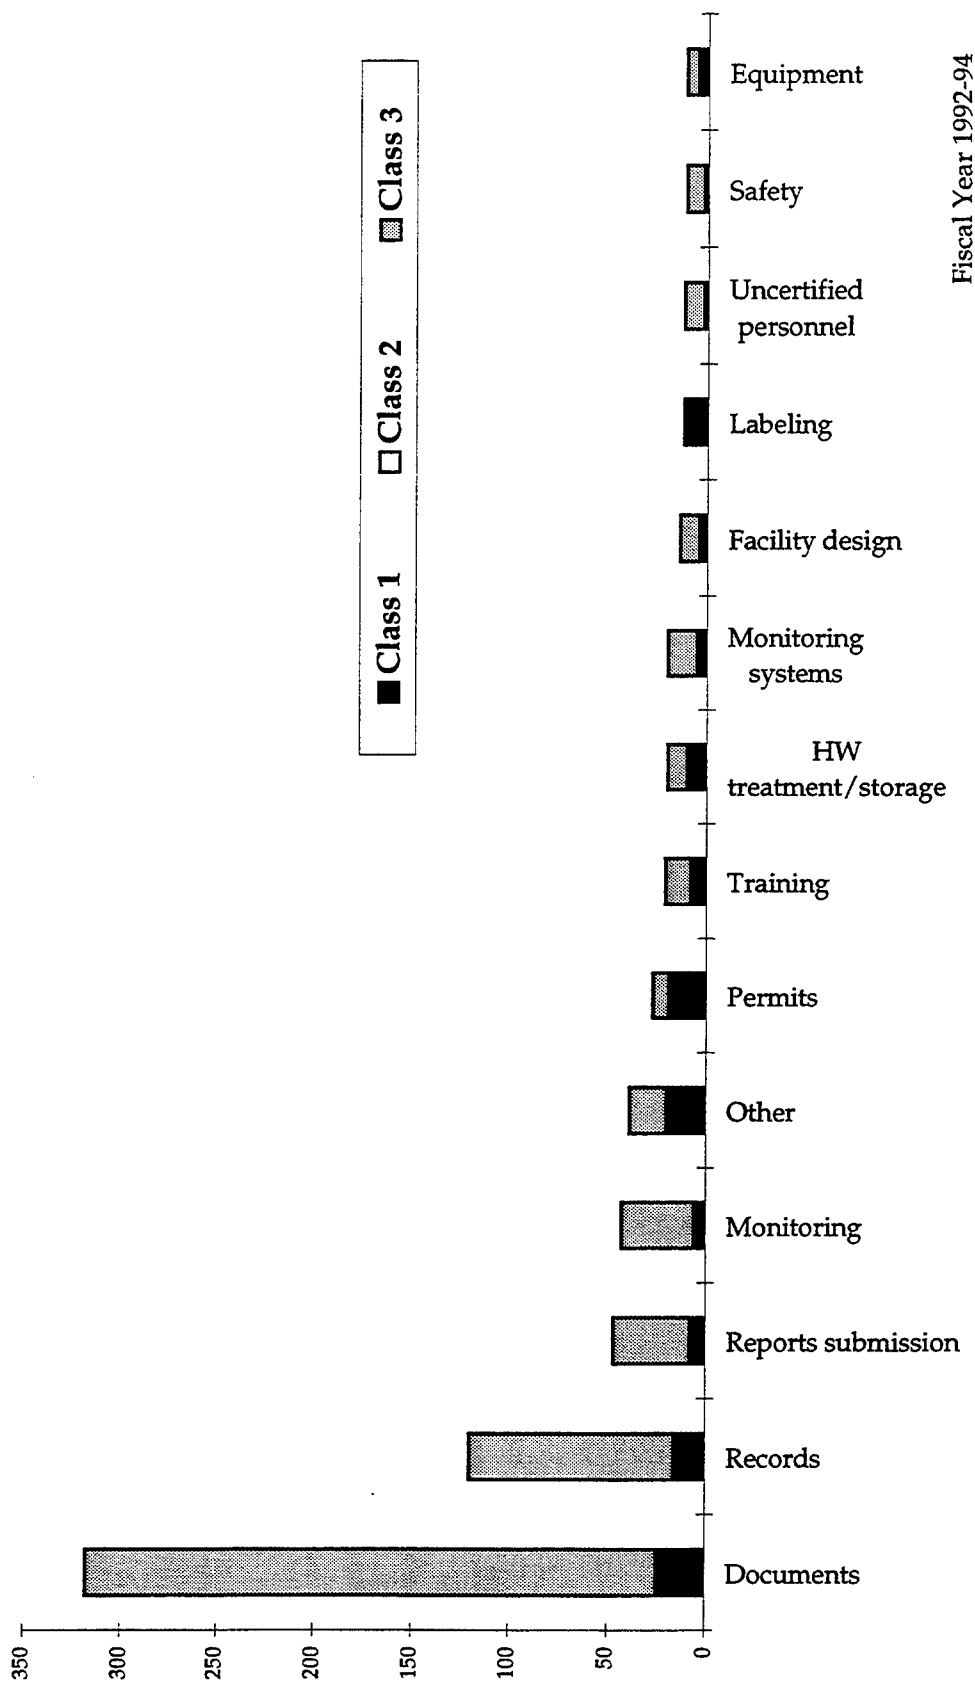 Equipment
Safety
Uncertified
personnel
Labeling
Facility design
Monitoring
systems
HW
treatment/storage
Training
Permits
Other
Monitoring
Reports submission
Records
Documents
Class 1
Class 2
Class 3
Fiscal Year 1992-94
350
300
250
200
150
100
50
0